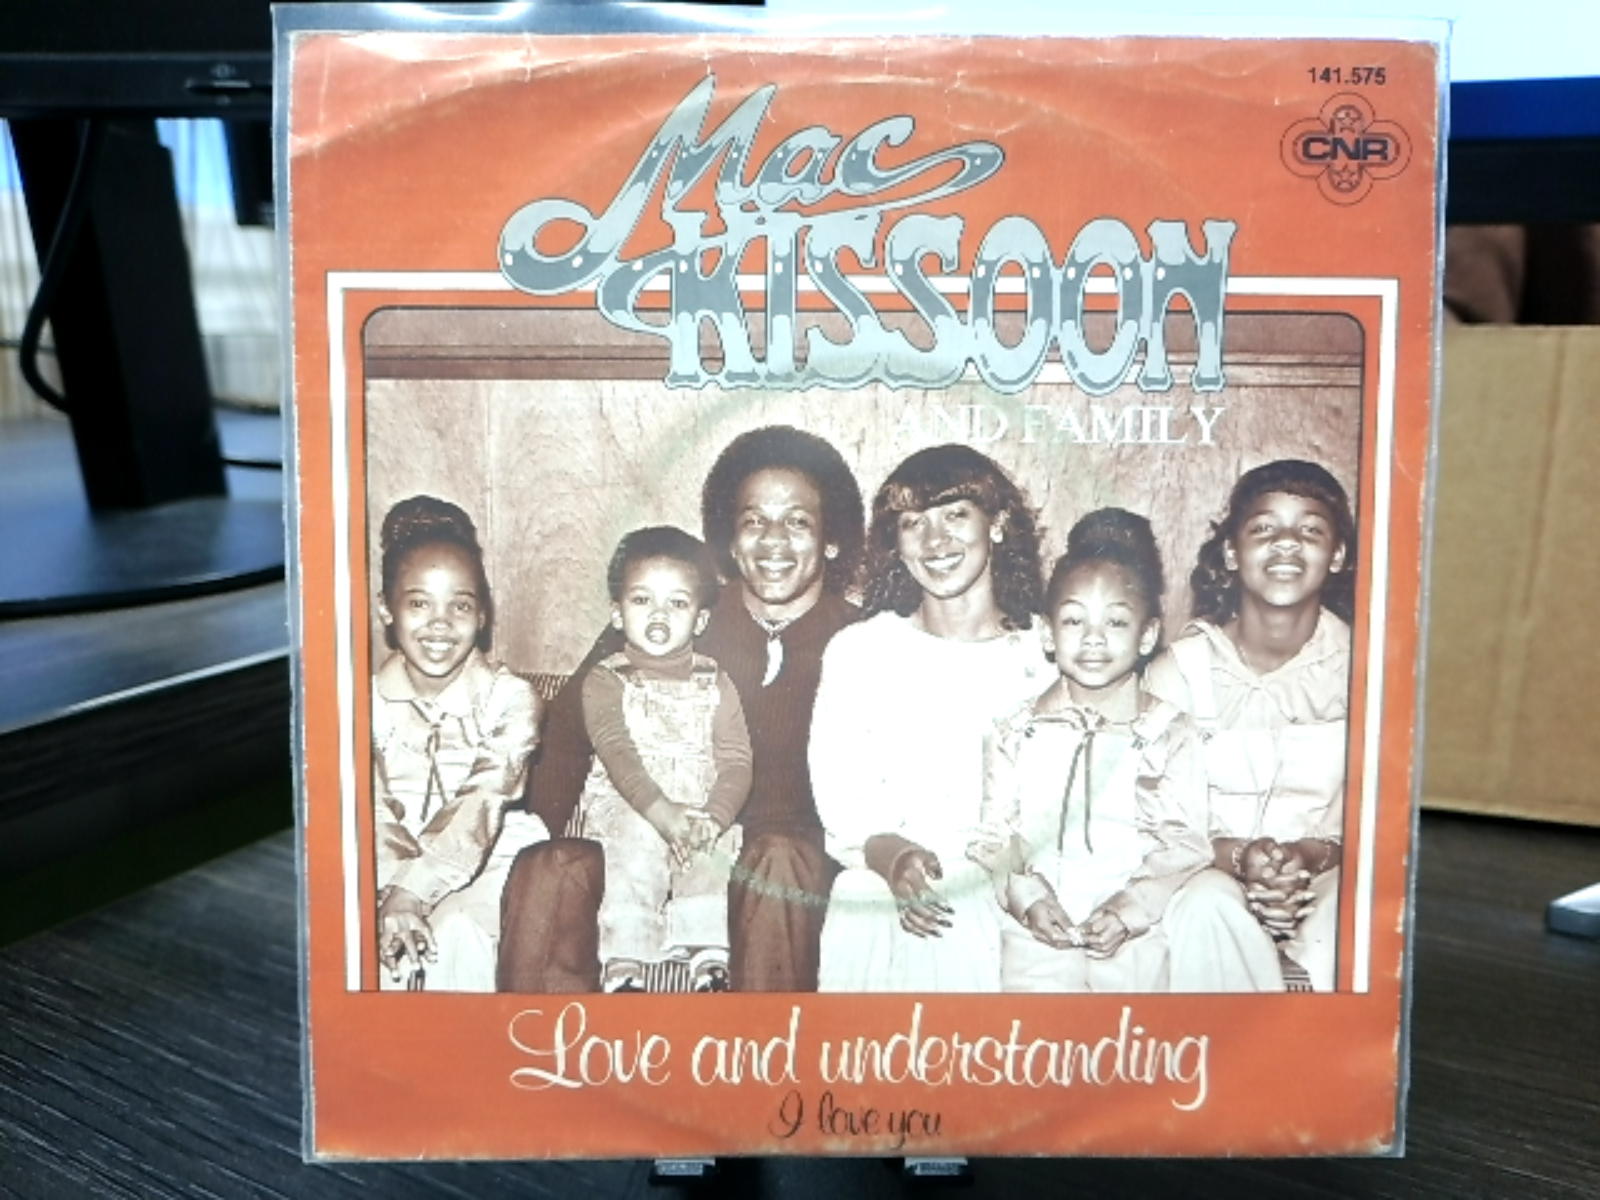 141.575
CNR
Mac
KISSOON
AND FAMILY
Love and understanding
I love you